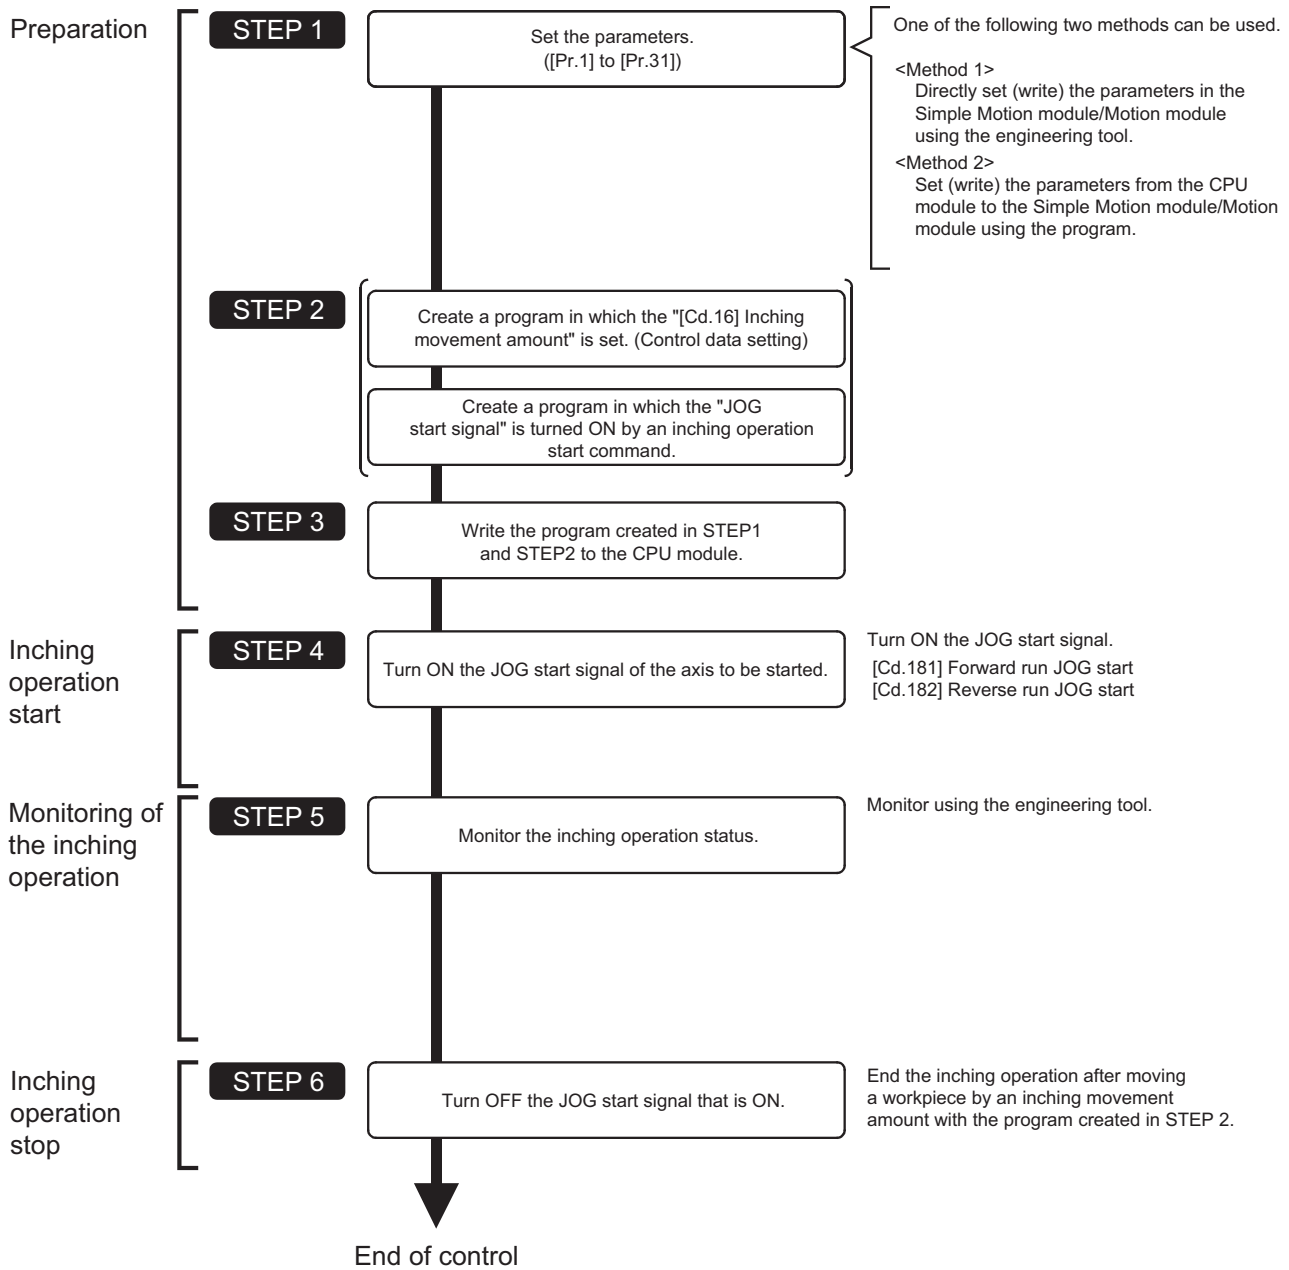 Preparation
STEP 1
Set the parameters.
([Pr.1] to [Pr.31])
One of the following two methods can be used.
<Method 1>
Directly set (write) the parameters in the
Simple Motion module/Motion module
using the engineering tool.
<Method 2>
Set (write) the parameters from the CPU
module to the Simple Motion module/Motion
module using the program.
STEP 2
Create a program in which the "[Cd.16] Inching
movement amount" is set. (Control data setting)
Create a program in which the "JOG
start signal" is turned ON by an inching operation
start command.
STEP 3
Write the program created in STEP1
and STEP2 to the CPU module.
Inching
operation
start
STEP 4
Turn ON the JOG start signal of the axis to be started.
Turn ON the JOG start signal.
[Cd.181] Forward run JOG start
[Cd.182] Reverse run JOG start
Monitoring of
the inching
operation
STEP 5
Monitor the inching operation status.
Monitor using the engineering tool.
Inching
operation
stop
STEP 6
Turn OFF the JOG start signal that is ON.
End the inching operation after moving
a workpiece by an inching movement
amount with the program created in STEP 2.
End of control